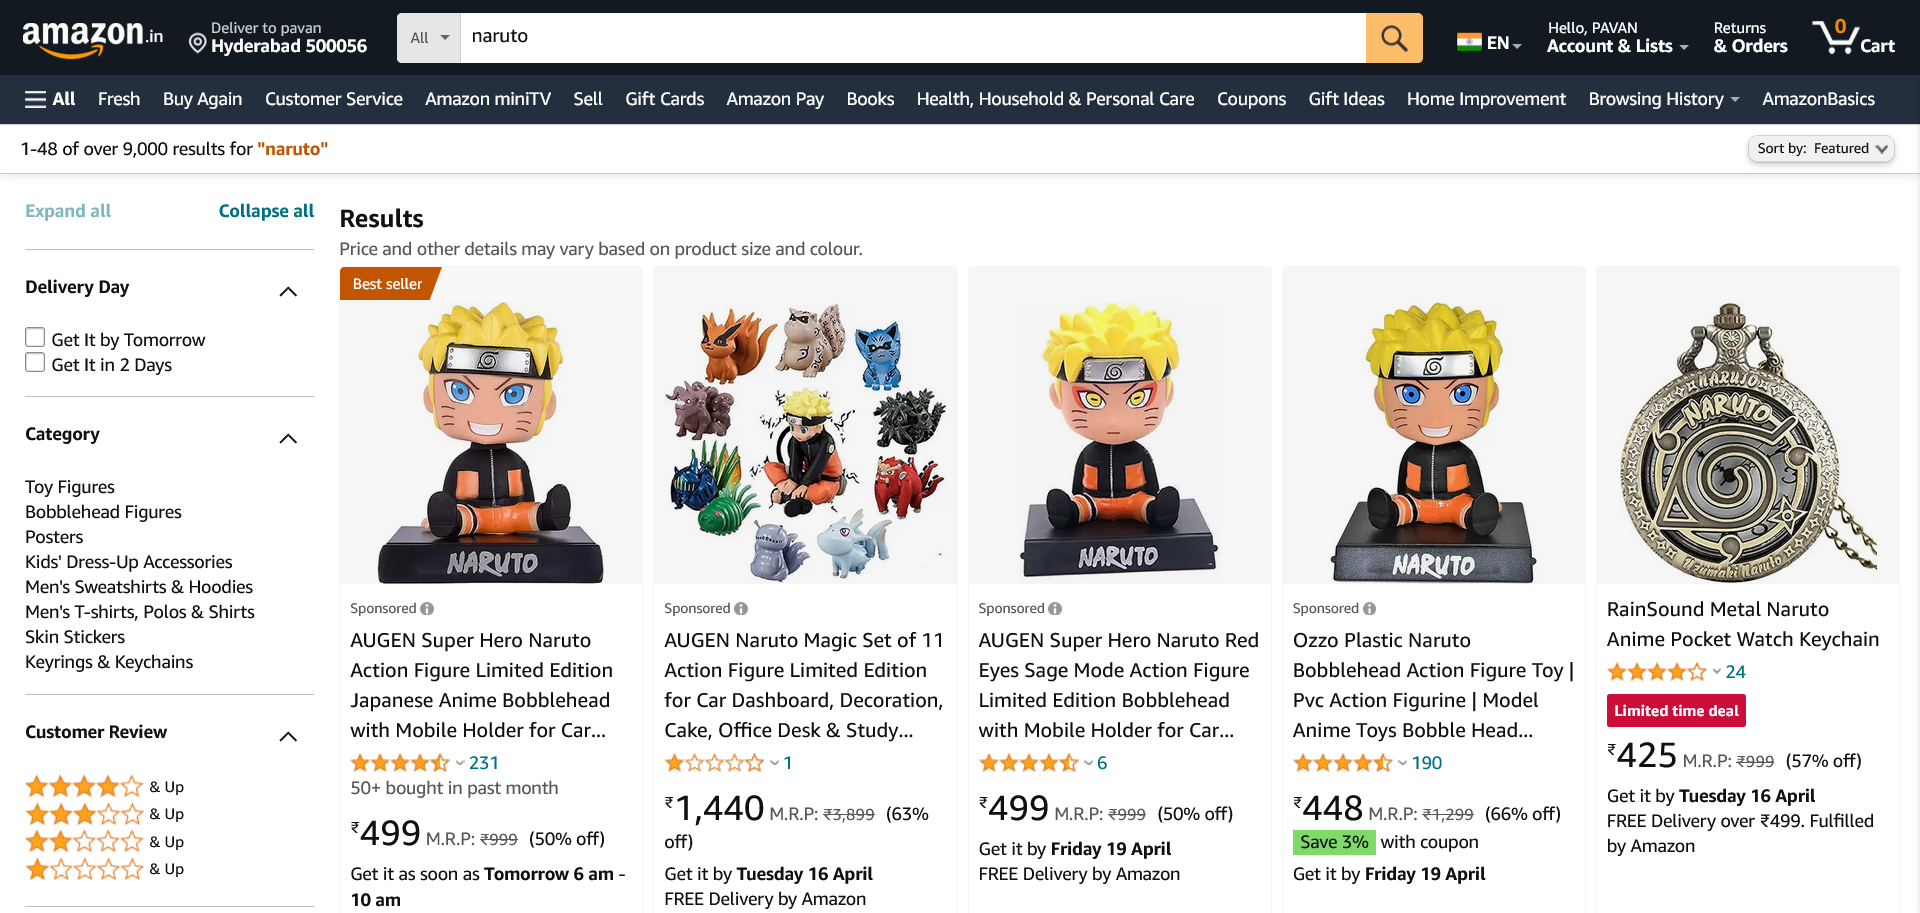 amazon.in
Deliver to pavan
Hyderabad 500056
All
naruto
EN
Hello, PAVAN
Account & Lists
Returns
& Orders
0
Cart
All
Fresh
Buy Again
Customer Service
Amazon miniTV
Sell
Gift Cards
Amazon Pay
Books
Health, Household & Personal Care
Coupons
Gift Ideas
Home Improvement
Browsing History
AmazonBasics
1-48 of over 9,000 results for "naruto"
Sort by: Featured
Expand all
Collapse all
Delivery Day
Get It by Tomorrow
Get It in 2 Days
Category
Toy Figures
Bobblehead Figures
Posters
Kids' Dress-Up Accessories
Men's Sweatshirts & Hoodies
Men's T-shirts, Polos & Shirts
Skin Stickers
Keyrings & Keychains
Customer Review
& Up
& Up
& Up
& Up
Results
Price and other details may vary based on product size and colour.
Best seller
NARUTO
Sponsored
AUGEN Super Hero Naruto
Action Figure Limited Edition
Japanese Anime Bobblehead
with Mobile Holder for Car...
231
50+ bought in past month
₹499 M.R.P: ₹999 (50% off)
Get it as soon as Tomorrow 6 am -
10 am
Sponsored
AUGEN Naruto Magic Set of 11
Action Figure Limited Edition
for Car Dashboard, Decoration,
Cake, Office Desk & Study...
1
₹1,440 M.R.P: ₹3,899 (63%
off)
Get it by Tuesday 16 April
FREE Delivery by Amazon
NARUTO
Sponsored
AUGEN Super Hero Naruto Red
Eyes Sage Mode Action Figure
Limited Edition Bobblehead
with Mobile Holder for Car...
6
₹499 M.R.P: ₹999 (50% off)
Get it by Friday 19 April
FREE Delivery by Amazon
NARUTO
Sponsored
Ozzo Plastic Naruto
Bobblehead Action Figure Toy |
Pvc Action Figurine | Model
Anime Toys Bobble Head...
190
₹448 M.R.P: ₹1,299 (66% off)
Save 3% with coupon
Get it by Friday 19 April
NARUTO
NARUTO
Uzumaki Naruto
RainSound Metal Naruto
Anime Pocket Watch Keychain
24
Limited time deal
₹425 M.R.P: ₹999 (57% off)
Get it by Tuesday 16 April
FREE Delivery over ₹499. Fulfilled
by Amazon